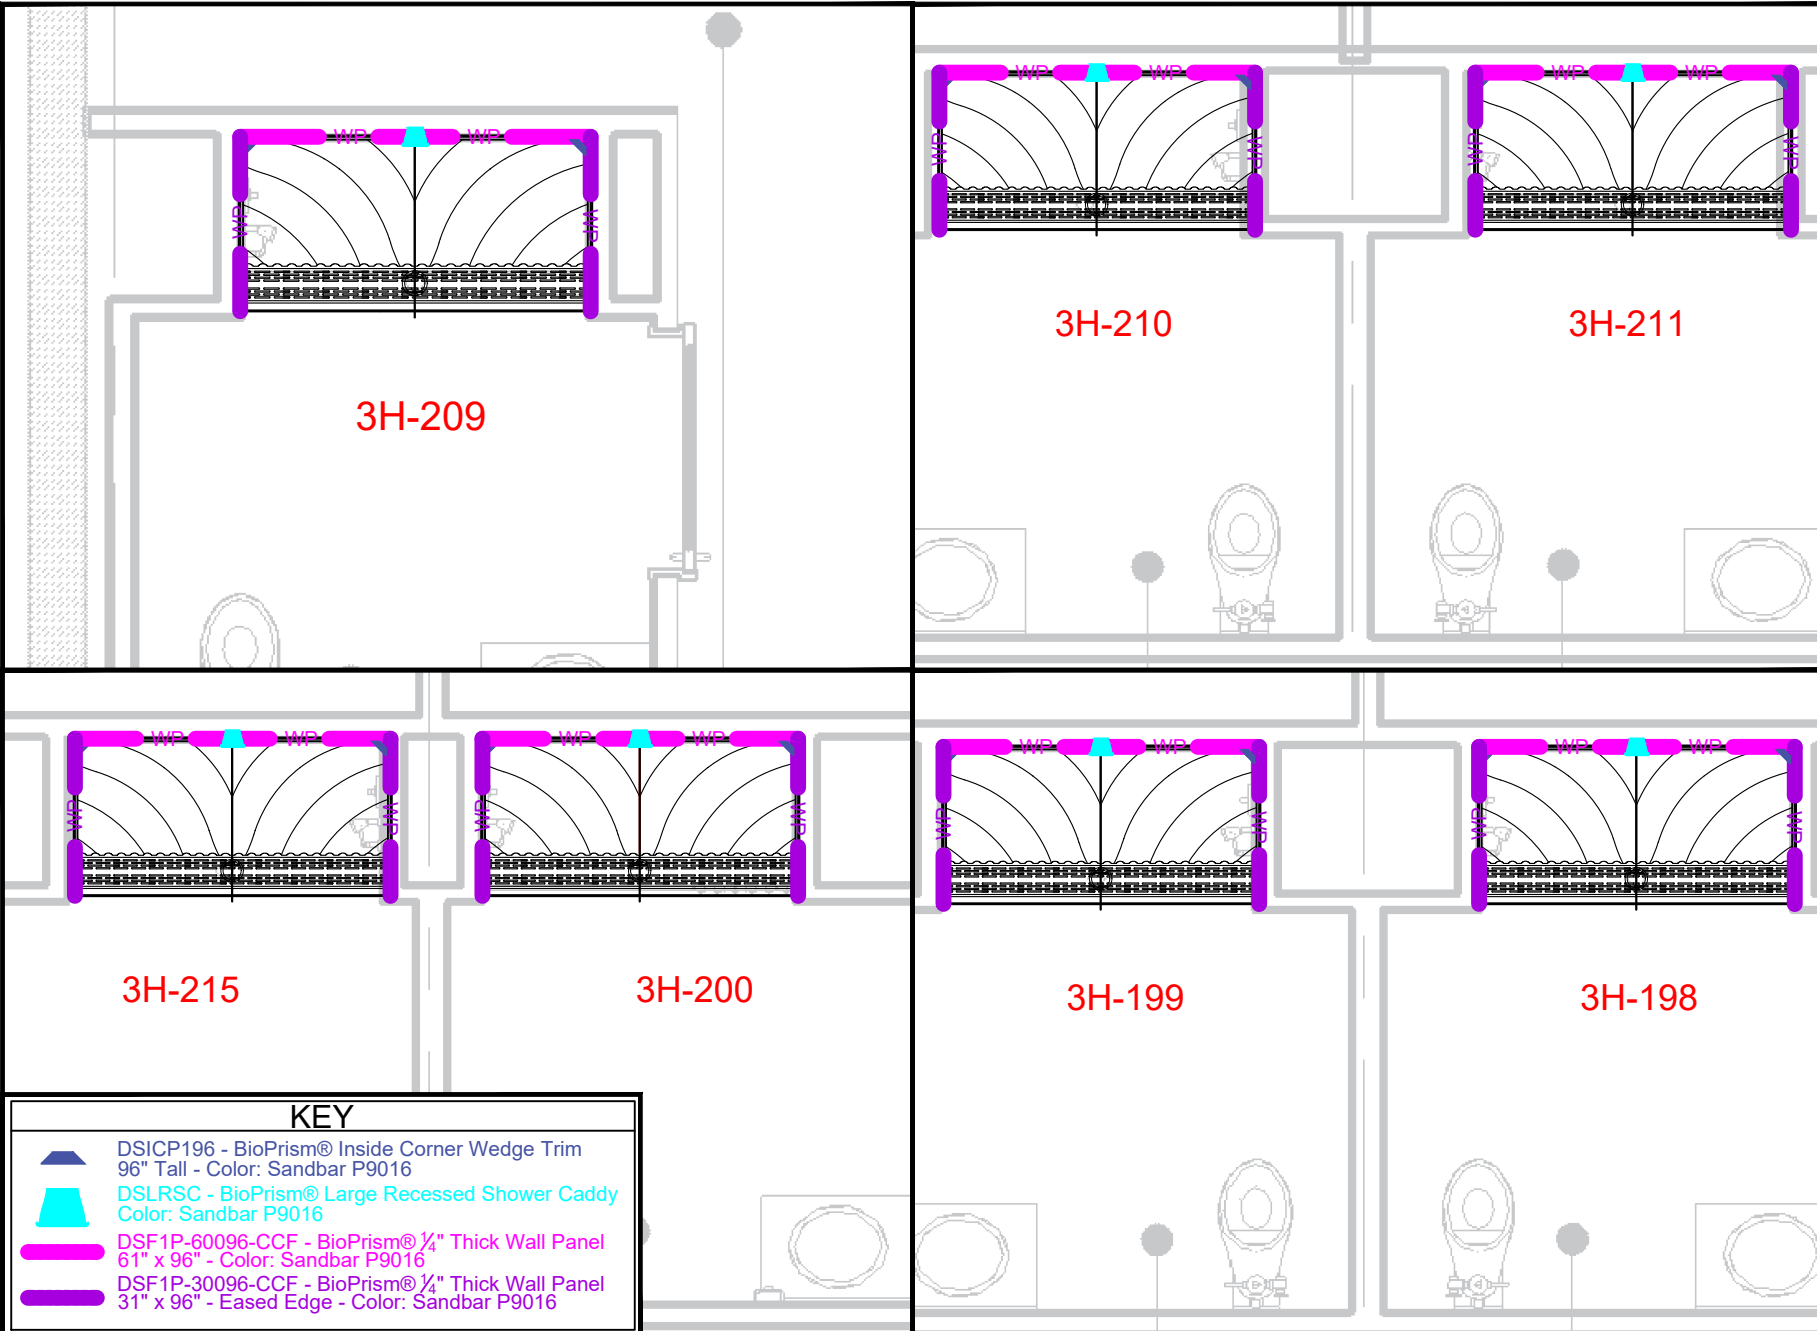 WP WP
WP WP
3H-209
WP WP WP WP
WP WP WP WP
3H-210 3H-211
WP WP WP WP
WP WP WP WP
3H-215 3H-200
WP WP WP WP
WP WP WP WP
3H-199 3H-198
KEY
DSICP196 - BioPrism® Inside Corner Wedge Trim
96" Tall - Color: Sandbar P9016
DSLRSC - BioPrism® Large Recessed Shower Caddy
Color: Sandbar P9016
DSF1P-60096-CCF - BioPrism® ¼" Thick Wall Panel
61" x 96" - Color: Sandbar P9016
DSF1P-30096-CCF - BioPrism® ¼" Thick Wall Panel
31" x 96" - Eased Edge - Color: Sandbar P9016